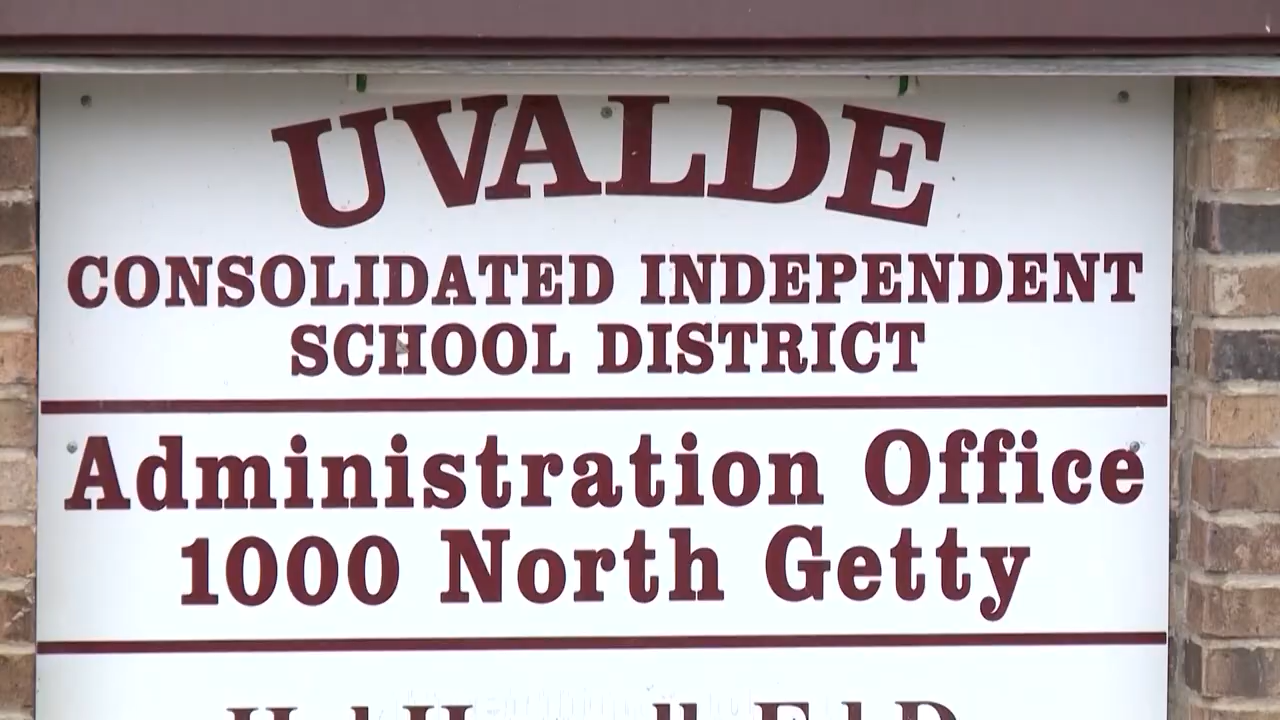 UVALDE
CONSOLIDATED INDEPENDENT
SCHOOL DISTRICT
Administration Office
1000 North Getty